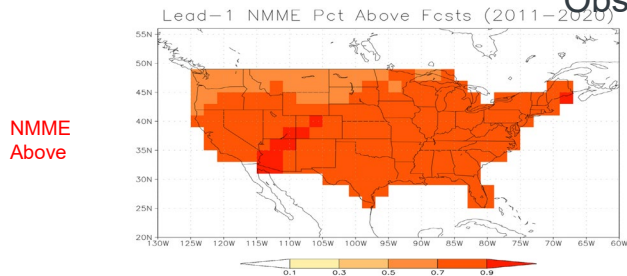 Obs
Lead-1 NMME Pct Above Fcsts (2011-2020)
NMME
Above
55N
50N
45N
40N
35N
30N
25N
20N
130W 125W 120W 115W 110W 105W 100W 95W 90W 85W 80W 75W 70W 65W 60W
0.1 0.3 0.5 0.7 0.9